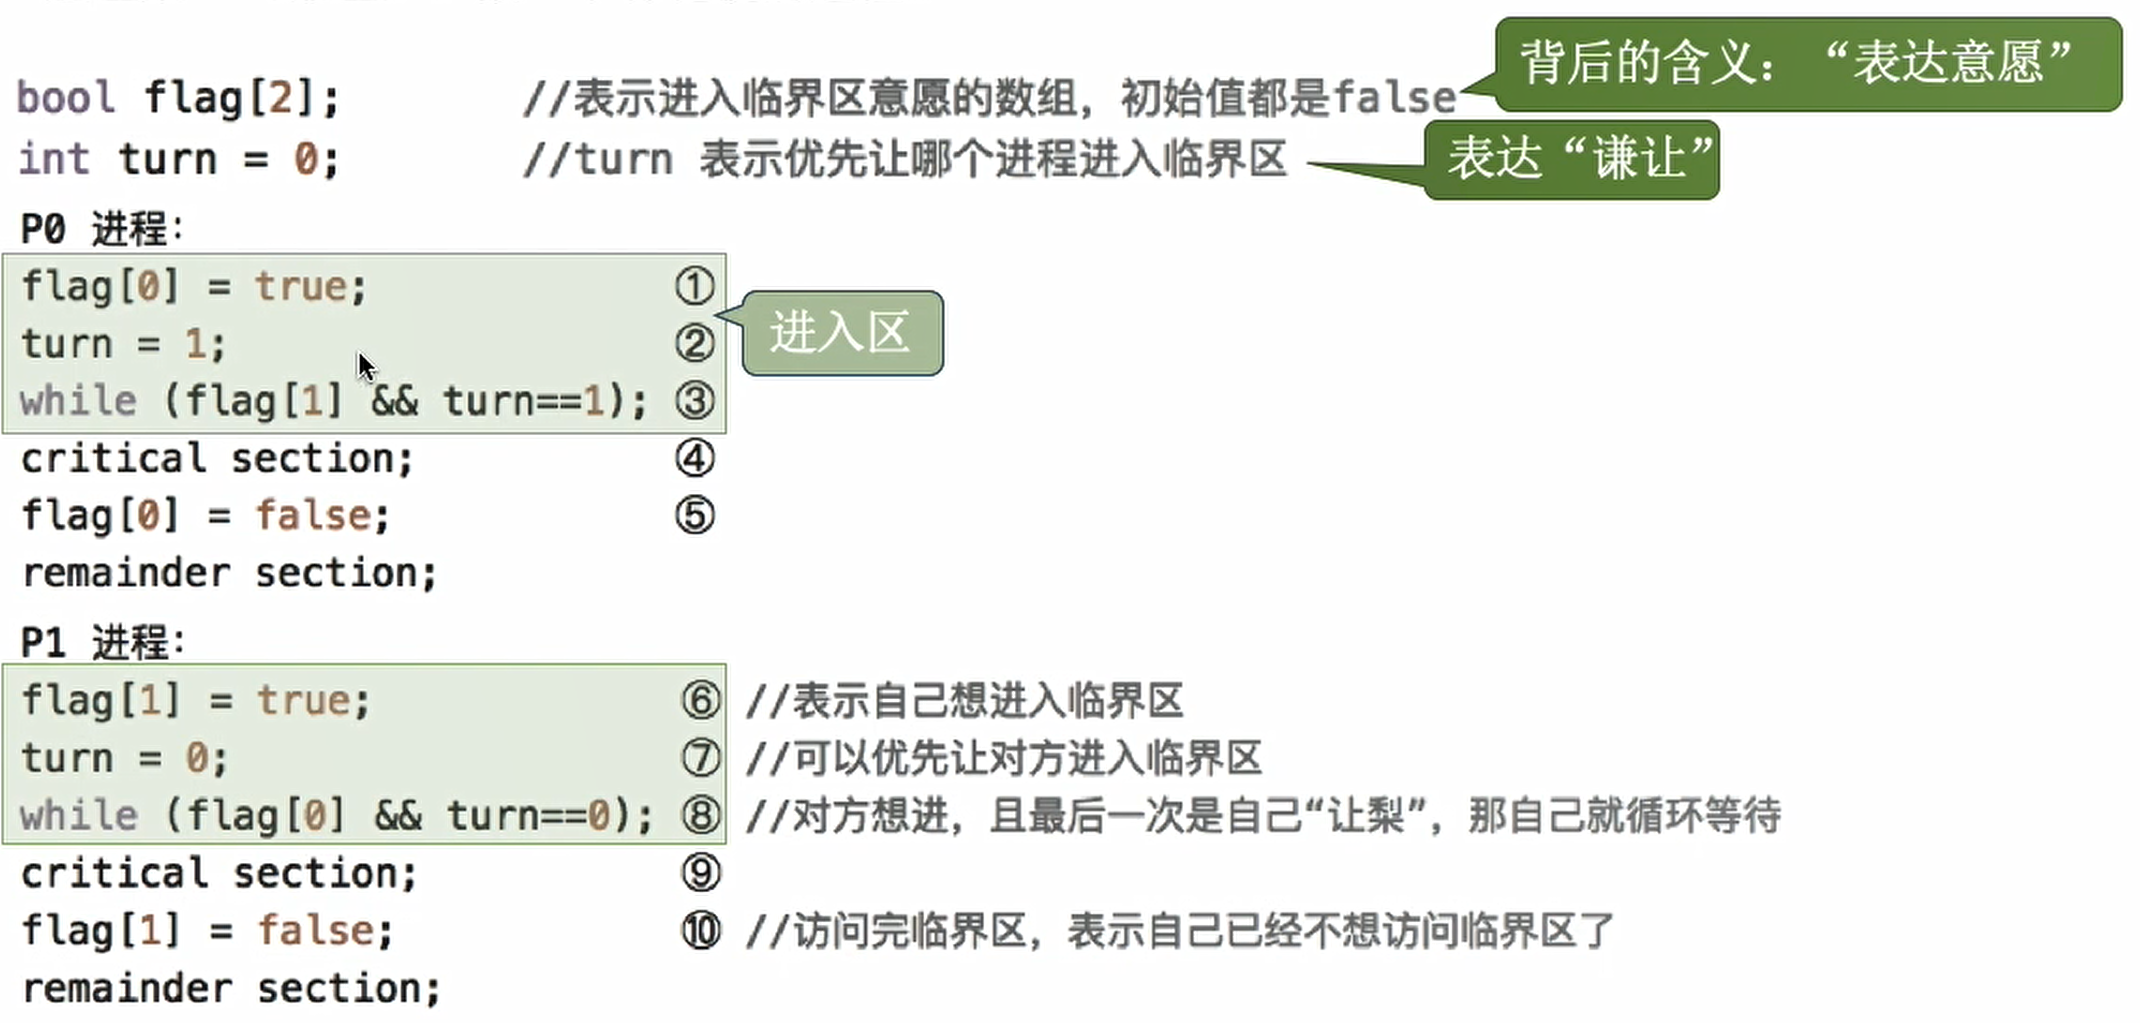 背后的含义：“表达意愿”
bool flag[2]; //表示进入临界区意愿的数组，初始值都是false
int turn = 0; //turn 表示优先让哪个进程进入临界区
表达“谦让”
P0 进程：
flag[0] = true; ①
turn = 1; ②
进入区
while (flag[1] && turn==1); ③
critical section; ④
flag[0] = false; ⑤
remainder section;
P1 进程：
flag[1] = true; ⑥ //表示自己想进入临界区
turn = 0; ⑦ //可以优先让对方进入临界区
while (flag[0] && turn==0); ⑧ //对方想进，且最后一次是自己“让梨”，那自己就循环等待
critical section; ⑨
flag[1] = false; ⑩ //访问完临界区，表示自己已经不想访问临界区了
remainder section;